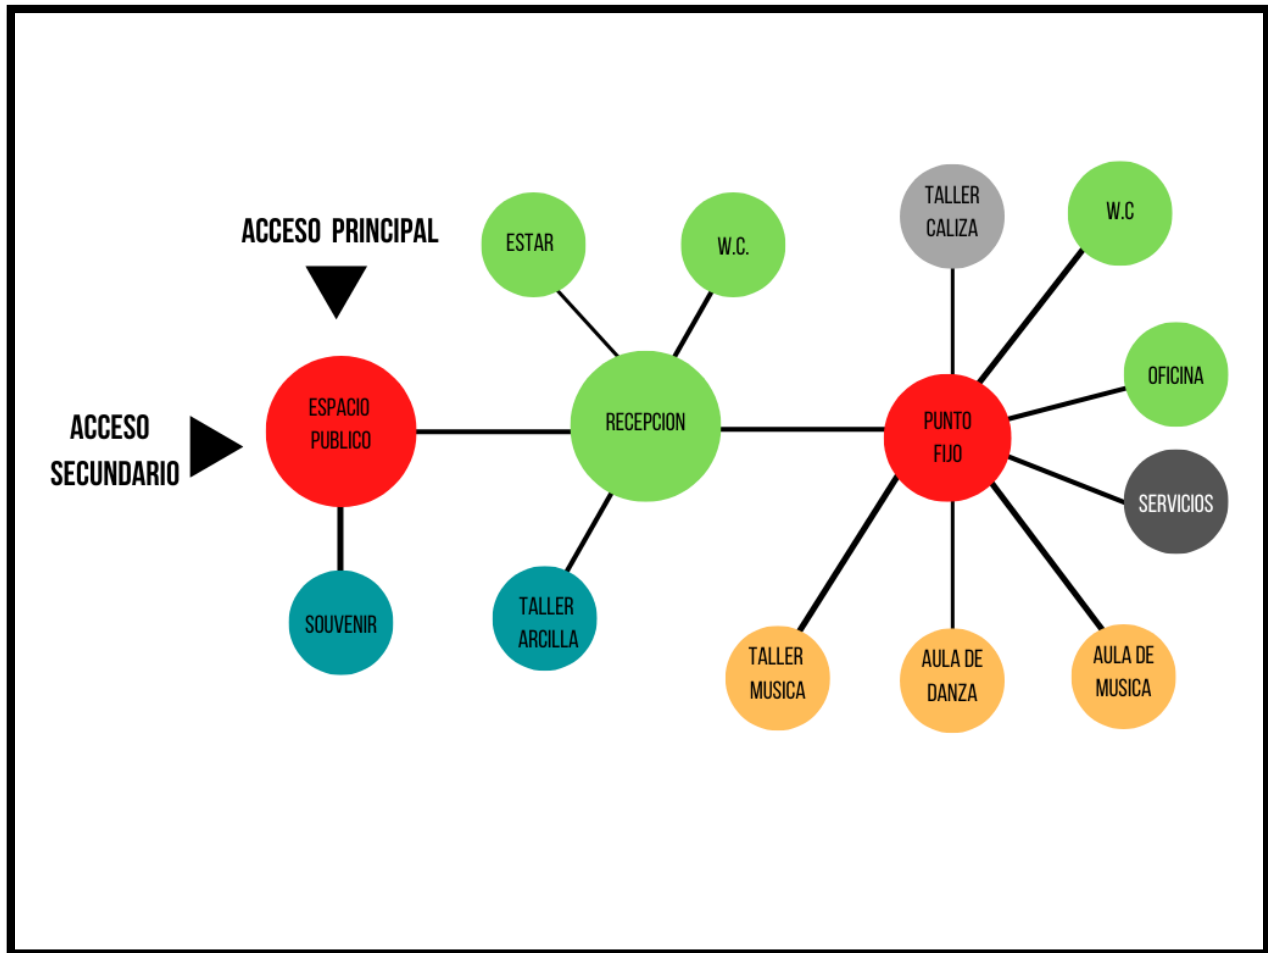 ACCESO PRINCIPAL
ESTAR
W.C.
TALLER
CALIZA
W.C
ACCESO
SECUNDARIO
ESPACIO
PUBLICO
RECEPCION
PUNTO
FIJO
OFICINA
SERVICIOS
SOUVENIR
TALLER
ARCILLA
TALLER
MUSICA
AULA DE
DANZA
AULA DE
MUSICA